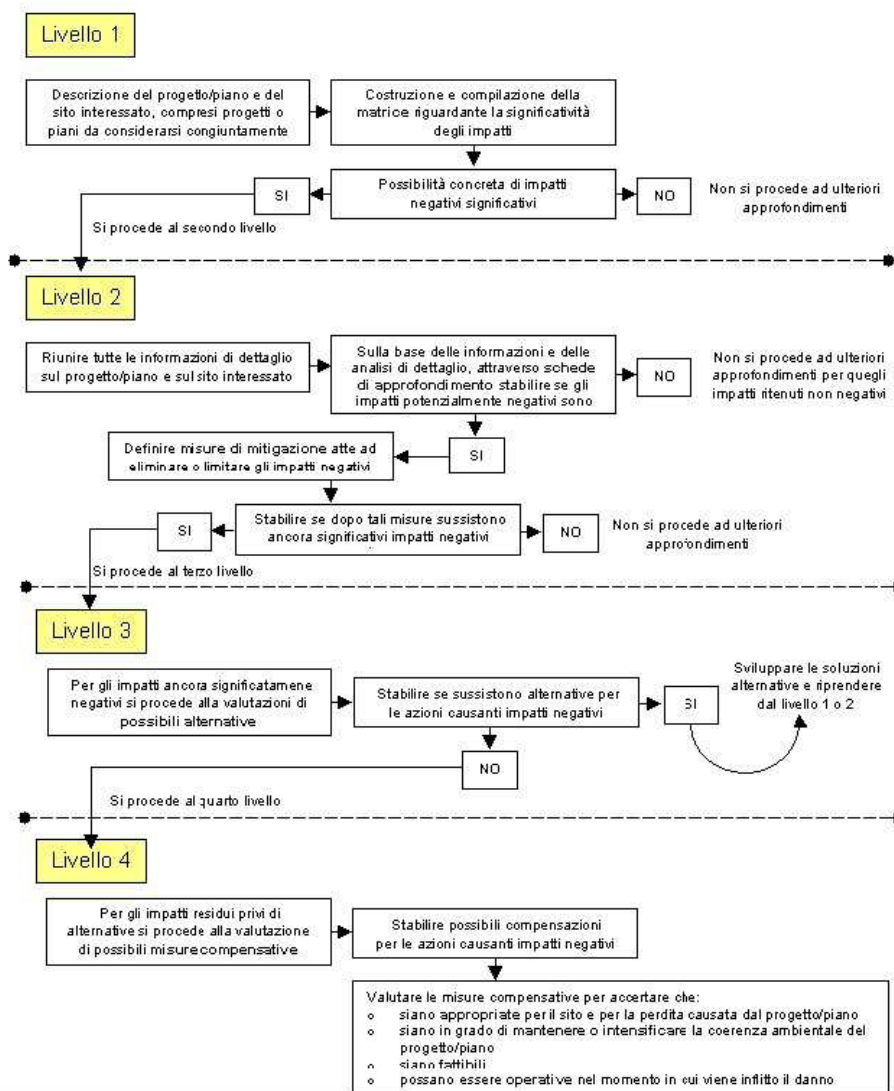 Livello 1
Descrizione del progetto/piano e del
sito interessato, compresi progetti o
piani da considerarsi congiuntamente
Costruzione e compilazione della
matrice riguardante la significatività
degli impatti
SI
Possibilità concreta di impatti
negativi significativi
NO
Non si procede ad ulteriori
approfondimenti
Si procede al secondo livello
Livello 2
Riunire tutte le informazioni di dettaglio
sul progetto/piano e sul sito interessato
Sulla base delle informazioni e delle
analisi di dettaglio, attraverso schede
di approfondimento stabilire se gli
impatti potenzialmente negativi sono
NO
Non si procede ad ulteriori
approfondimenti per quegli
impatti ritenuti non negativi
Definire misure di mitigazione atte ad
eliminare o limitare gli impatti negativi
SI
SI
Stabilire se dopo tali misure sussistono
ancora significativi impatti negativi
NO
Non si procede ad ulteriori
approfondimenti
Si procede al terzo livello
Livello 3
Per gli impatti ancora significatamene
negativi si procede alla valutazioni di
possibili alternative
Stabilire se sussistono alternative per
le azioni causanti impatti negativi
SI
Sviluppare le soluzioni
alternative e riprendere
dal livello 1 o 2
NO
Si procede al quarto livello
Livello 4
Per gli impatti residui privi di
alternative si procede alla valutazione
di possibili misure compensative
Stabilire possibili compensazioni
per le azioni causanti impatti negativi
Valutare le misure compensative per accertare che:
o siano appropriate per il sito e per la perdita causata dal progetto/piano
o siano in grado di mantenere o intensificare la coerenza ambientale del
progetto/piano
o siano fattibili
o possano essere operative nel momento in cui viene inflitto il danno